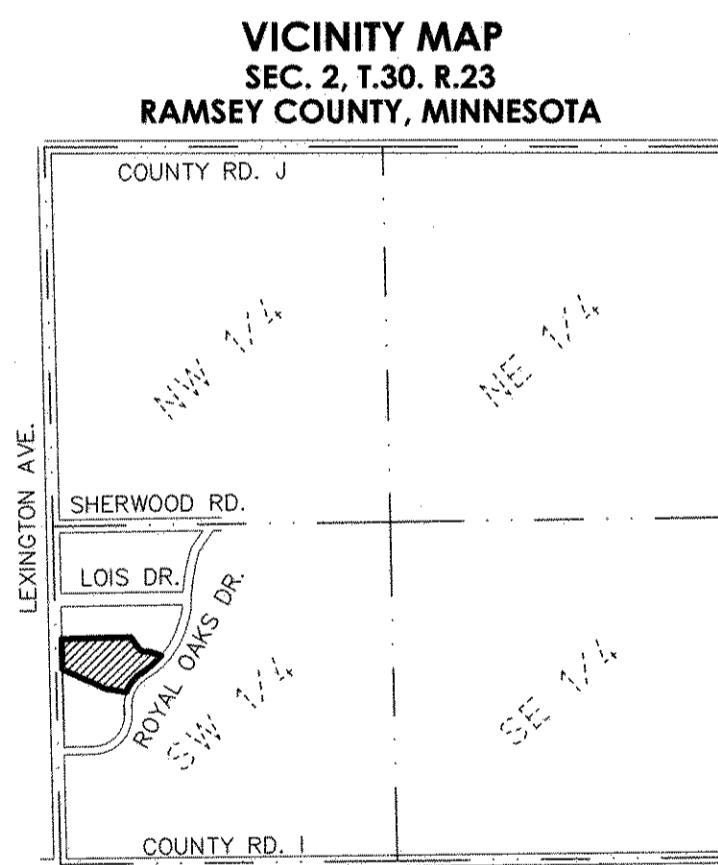 VICINITY MAP
SEC. 2, T.30. R.23
RAMSEY COUNTY, MINNESOTA
COUNTY RD. J
NW 1/4
NE 1/4
LEXINGTON AVE.
SHERWOOD RD.
LOIS DR.
ROYAL OAKS DR.
SW 1/4
SE 1/4
COUNTY RD. I